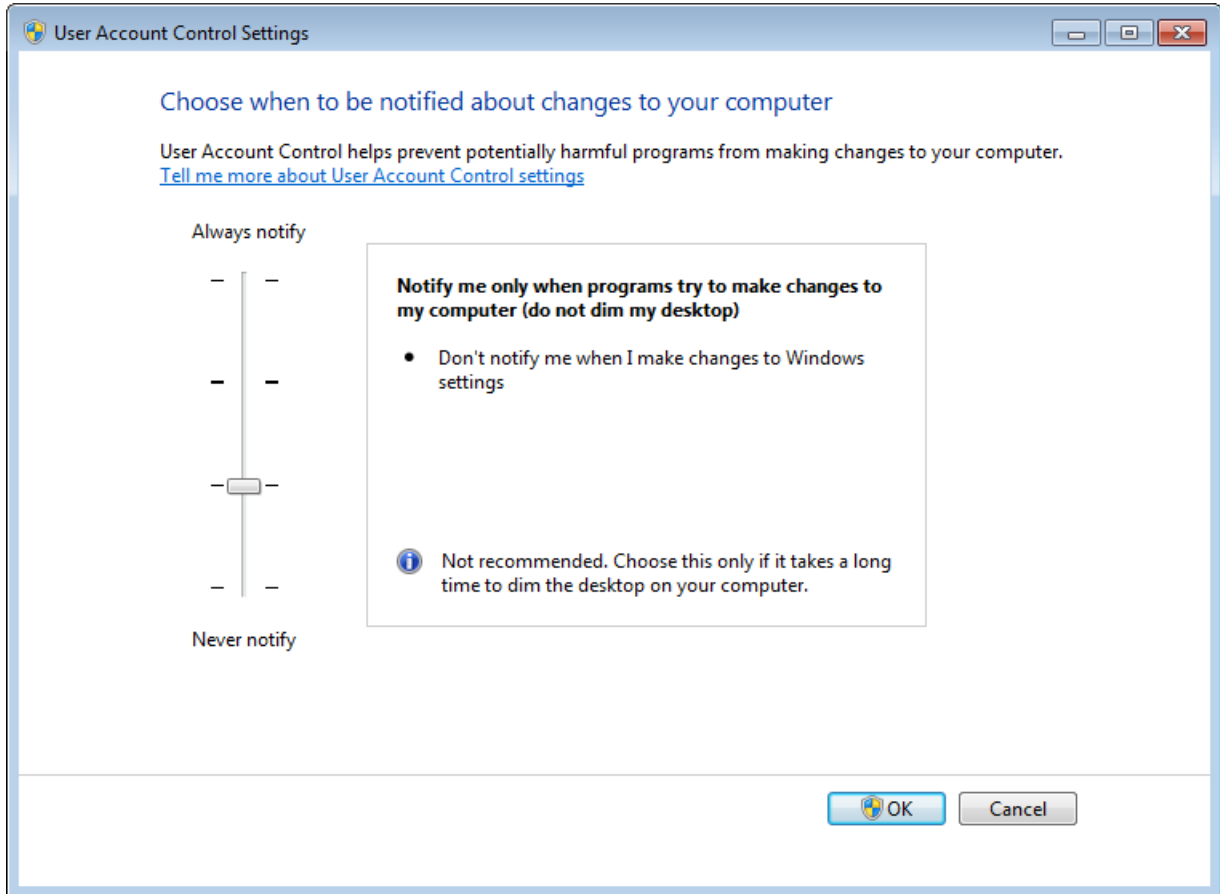 User Account Control Settings
Choose when to be notified about changes to your computer
User Account Control helps prevent potentially harmful programs from making changes to your computer.
Tell me more about User Account Control settings
Always notify
Notify me only when programs try to make changes to
my computer (do not dim my desktop)
• Don't notify me when I make changes to Windows
settings
Not recommended. Choose this only if it takes a long
time to dim the desktop on your computer.
Never notify
OK
Cancel